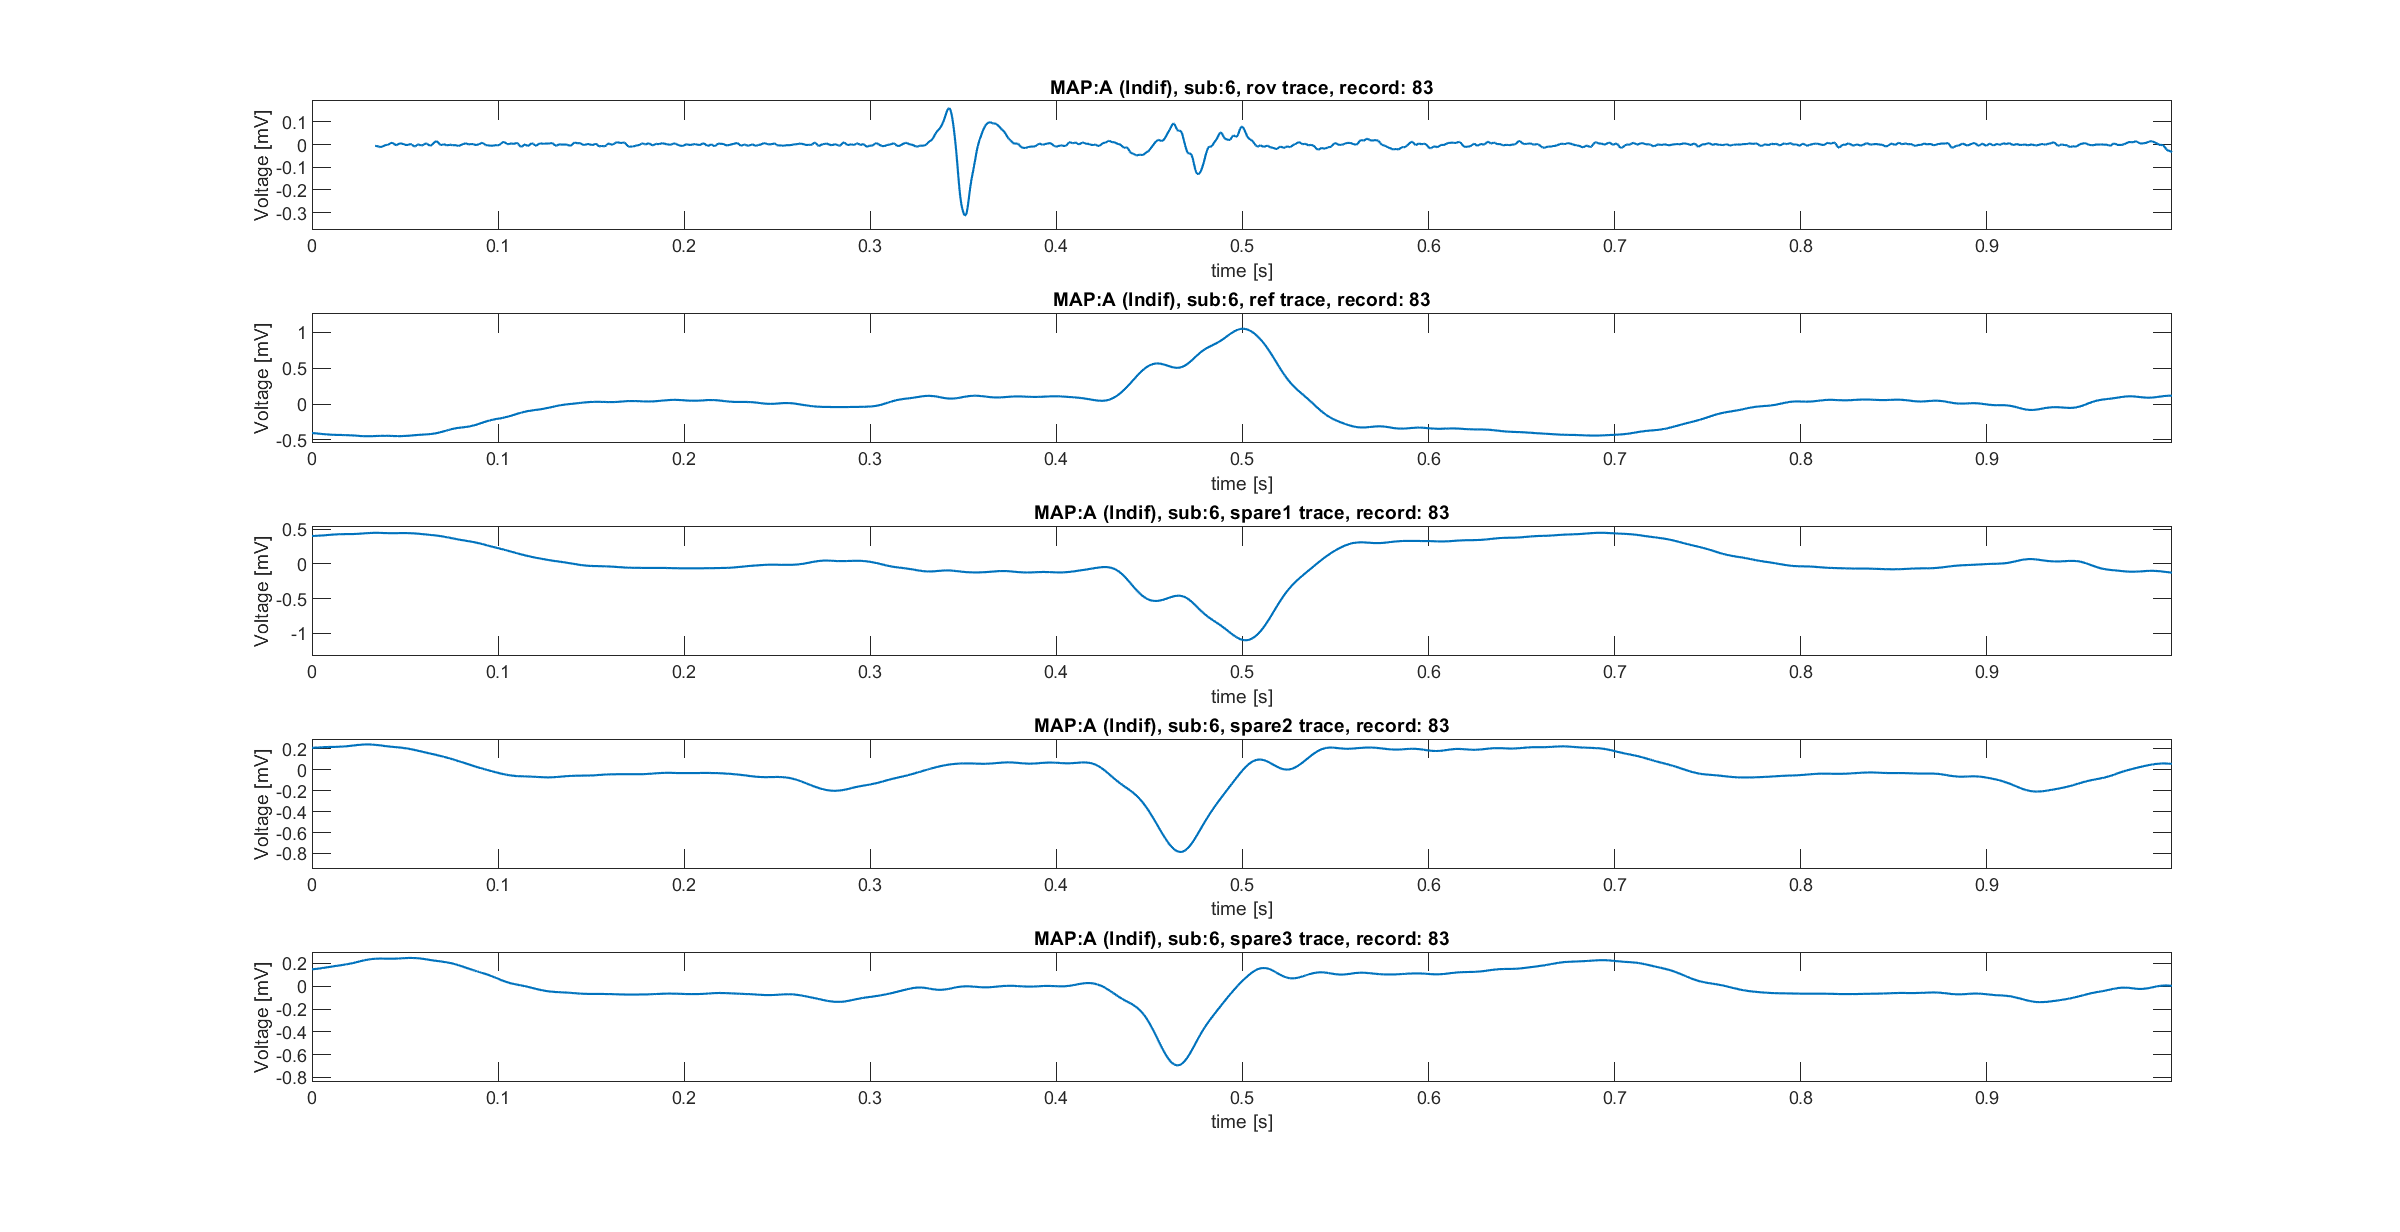 MAP:A (Indif), sub:6, rov trace, record: 83
Voltage [mV]
0.1
0
-0.1
-0.2
-0.3
0 0.1 0.2 0.3 0.4 0.5 0.6 0.7 0.8 0.9
time [s]
MAP:A (Indif), sub:6, ref trace, record: 83
Voltage [mV]
1
0.5
0
-0.5
0 0.1 0.2 0.3 0.4 0.5 0.6 0.7 0.8 0.9
time [s]
MAP:A (Indif), sub:6, spare1 trace, record: 83
Voltage [mV]
0.5
0
-0.5
-1
0 0.1 0.2 0.3 0.4 0.5 0.6 0.7 0.8 0.9
time [s]
MAP:A (Indif), sub:6, spare2 trace, record: 83
Voltage [mV]
0.2
0
-0.2
-0.4
-0.6
-0.8
0 0.1 0.2 0.3 0.4 0.5 0.6 0.7 0.8 0.9
time [s]
MAP:A (Indif), sub:6, spare3 trace, record: 83
Voltage [mV]
0.2
0
-0.2
-0.4
-0.6
-0.8
0 0.1 0.2 0.3 0.4 0.5 0.6 0.7 0.8 0.9
time [s]